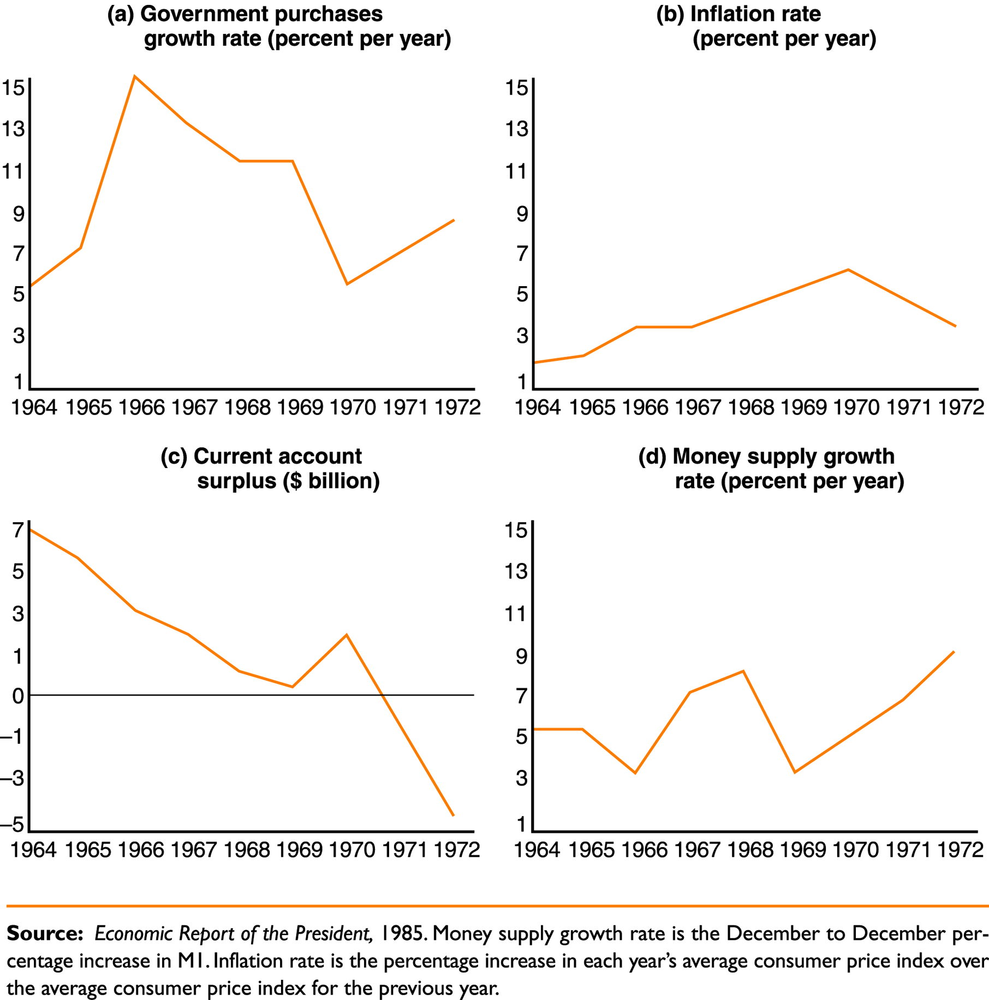 (a) Government purchases
growth rate (percent per year)
15
13
11
9
7
5
3
1
1964 1965 1966 1967 1968 1969 1970 1971 1972
(b) Inflation rate
(percent per year)
15
13
11
9
7
5
3
1
1964 1965 1966 1967 1968 1969 1970 1971 1972
(c) Current account
surplus ($ billion)
7
5
3
1
0
–1
–3
–5
1964 1965 1966 1967 1968 1969 1970 1971 1972
(d) Money supply growth
rate (percent per year)
15
13
11
9
7
5
3
1
1964 1965 1966 1967 1968 1969 1970 1971 1972
Source: Economic Report of the President, 1985. Money supply growth rate is the December to December per-
centage increase in M1. Inflation rate is the percentage increase in each year’s average consumer price index over
the average consumer price index for the previous year.